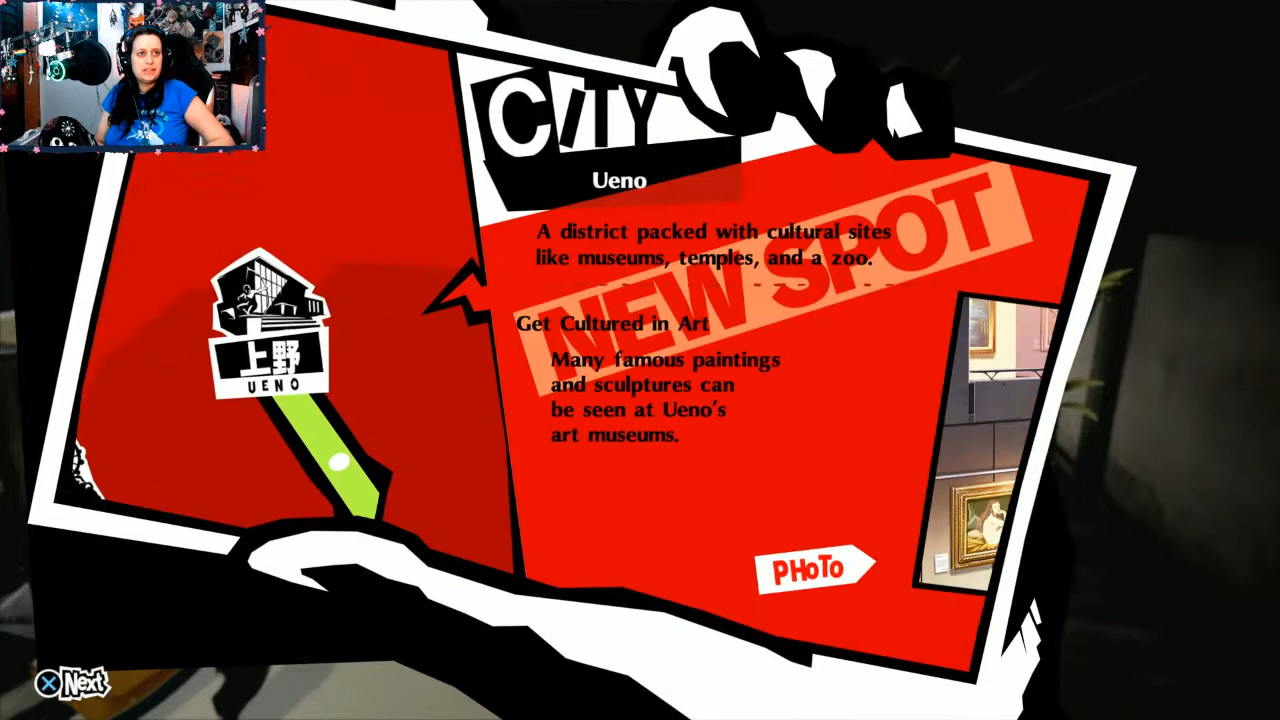 CITY
Ueno
A district packed with cultural sites
like museums, temples, and a zoo.
NEW SPOT
Get Cultured in Art
Many famous paintings
and sculptures can
be seen at Ueno's
art museums.
上野
UENO
PHOTO
Next